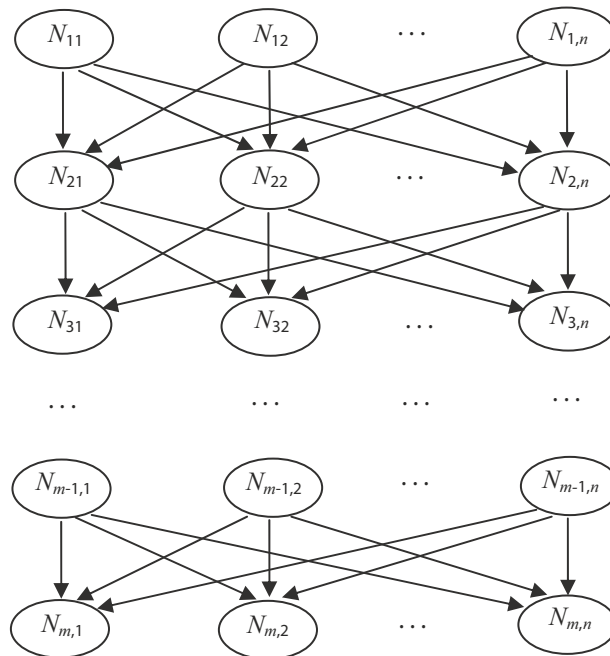 N11 N12 ... N1,n
N21 N22 ... N2,n
N31 N32 ... N3,n
... ... ... ...
Nm-1,1 Nm-1,2 ... Nm-1,n
Nm,1 Nm,2 ... Nm,n